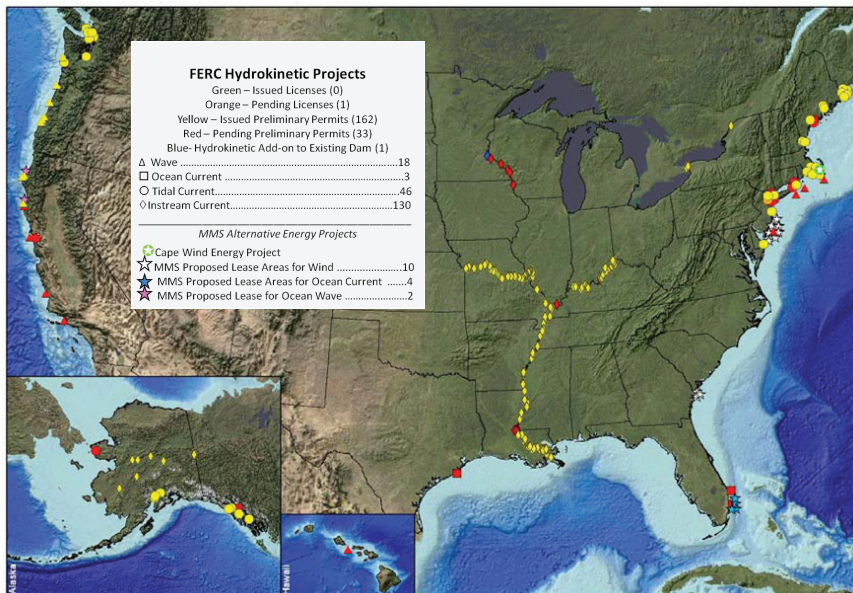 FERC Hydrokinetic Projects
Green – Issued Licenses (0)
Orange – Pending Licenses (1)
Yellow – Issued Preliminary Permits (162)
Red – Pending Preliminary Permits (33)
Blue- Hydrokinetic Add-on to Existing Dam (1)
Δ Wave ........................................................18
□ Ocean Current ...........................................3
○ Tidal Current..............................................46
◊ Instream Current.......................................130
MMS Alternative Energy Projects
Cape Wind Energy Project
MMS Proposed Lease Areas for Wind .......................10
MMS Proposed Lease Areas for Ocean Current .......4
MMS Proposed Lease for Ocean Wave ....................2
Alaska
Hawaii